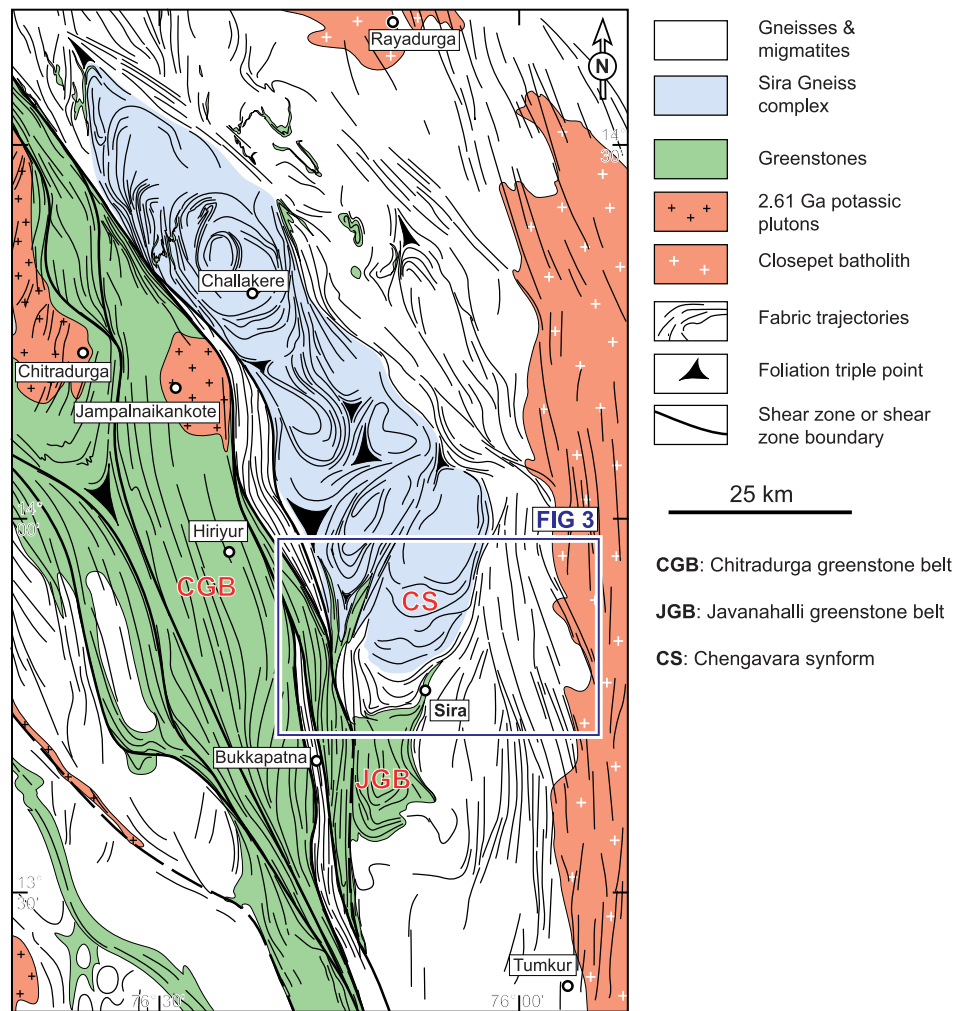 Rayadurga
N
14°
30'
Challakere
Chitradurga
Jampalnaikankote
14°
00'
Hiriyur
FIG 3
CGB
CS
Sira
Bukkapatna
JGB
13°
30'
Tumkur
76° 30'
76° 00'
Gneisses &
migmatites
Sira Gneiss
complex
Greenstones
2.61 Ga potassic
plutons
Closepet batholith
Fabric trajectories
Foliation triple point
Shear zone or shear
zone boundary
25 km
CGB: Chitradurga greenstone belt
JGB: Javanahalli greenstone belt
CS: Chengavara synform